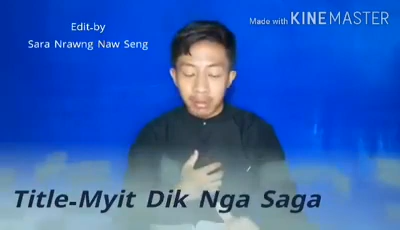 Made with KINEMASTER
Edit-by
Sara Nrawng Naw Seng
Title-Myit Dik Nga Saga